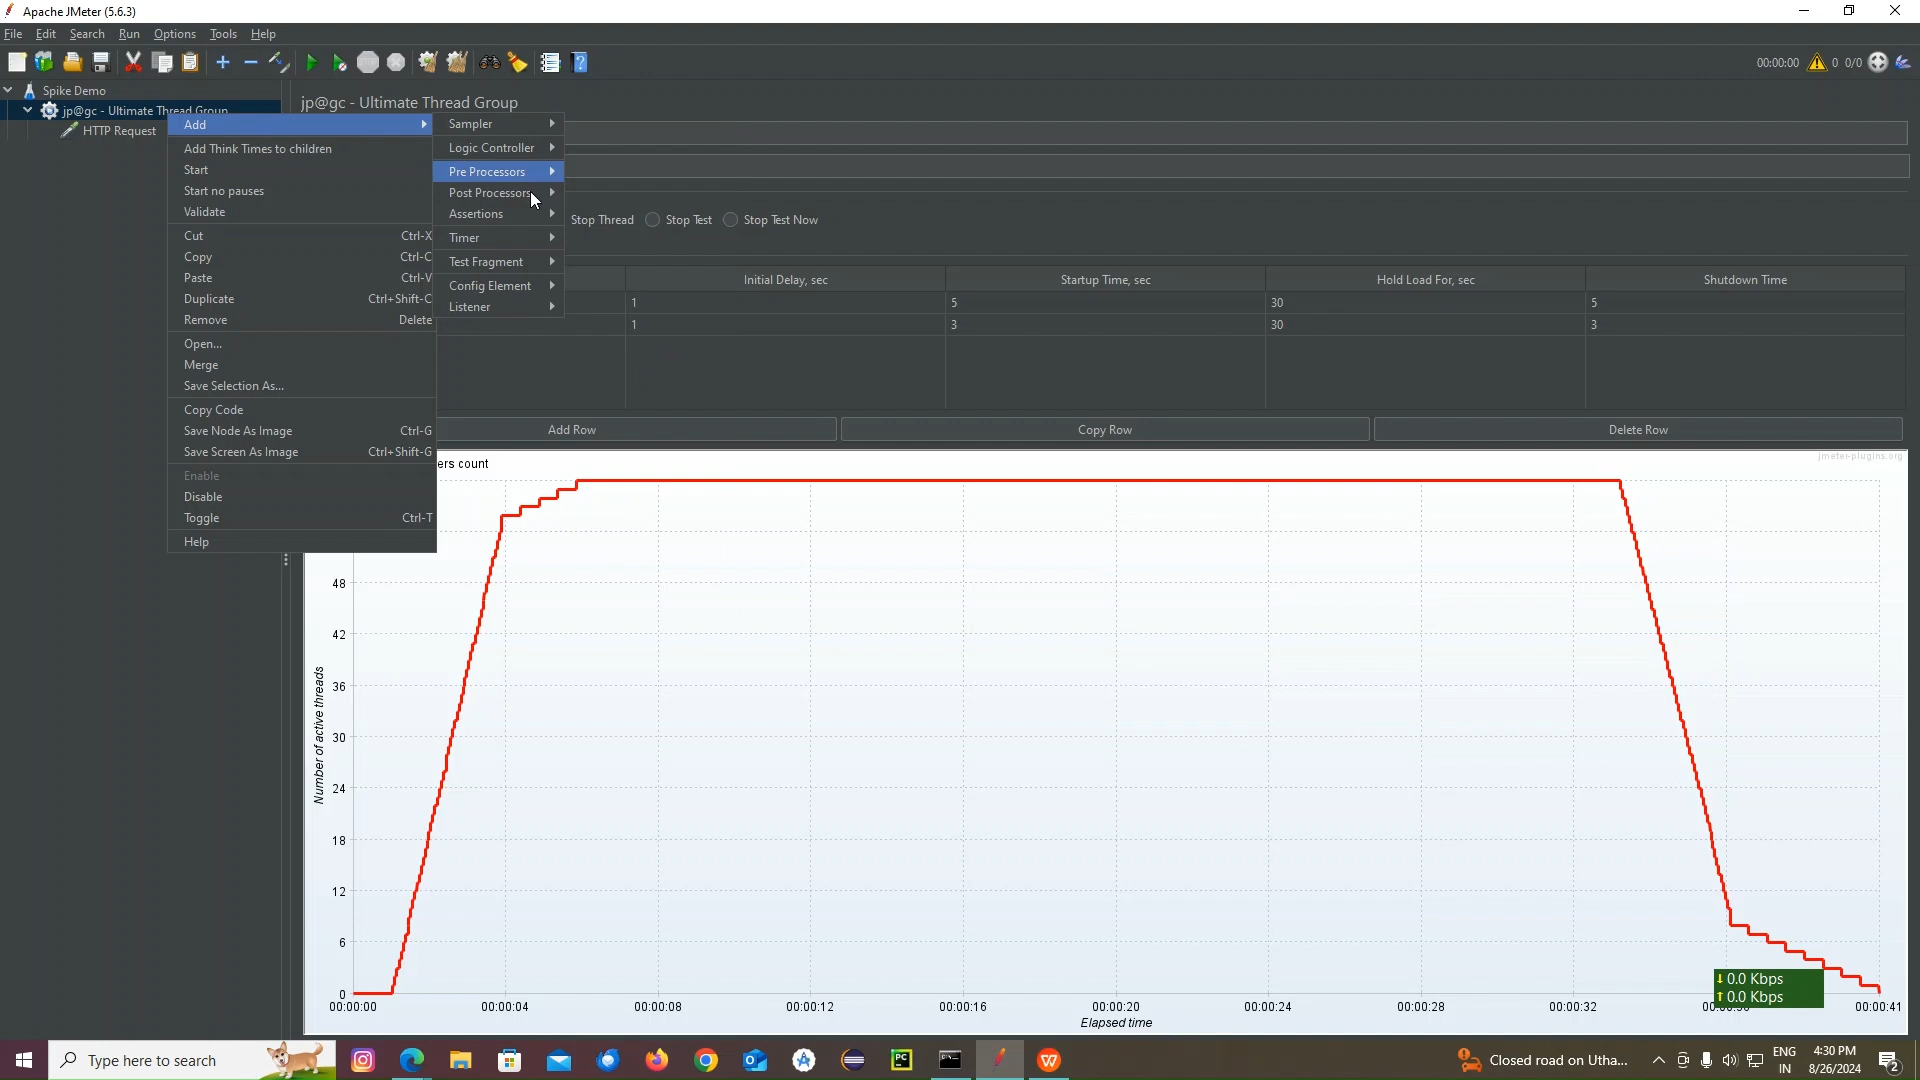 Apache JMeter (5.6.3)
File Edit Search Run Options Tools Help
00:00:00 0 0/0
Spike Demo
jp@gc - Ultimate Thread Group
HTTP Request
jp@gc - Ultimate Thread Group
Add
Add Think Times to children
Start
Start no pauses
Validate
Cut Ctrl-X
Copy Ctrl-C
Paste Ctrl-V
Duplicate Ctrl+Shift-C
Remove Delete
Open...
Merge
Save Selection As...
Copy Code
Save Node As Image Ctrl-G
Save Screen As Image Ctrl+Shift-G
Enable
Disable
Toggle Ctrl-T
Help
Sampler
Logic Controller
Pre Processors
Post Processors
Assertions
Timer
Test Fragment
Config Element
Listener
Stop Thread Stop Test Stop Test Now
Initial Delay, sec Startup Time, sec Hold Load For, sec Shutdown Time
1 5 30 5
1 3 30 3
Add Row Copy Row Delete Row
ers count
jmeter-plugins.org
48
42
36
30
24
18
12
6
0
Number of active threads
00:00:00 00:00:04 00:00:08 00:00:12 00:00:16 00:00:20 00:00:24 00:00:28 00:00:32 00:00:41
Elapsed time
0.0 Kbps
0.0 Kbps
Type here to search
PC
Closed road on Utha...
ENG
IN
4:30 PM
8/26/2024
2